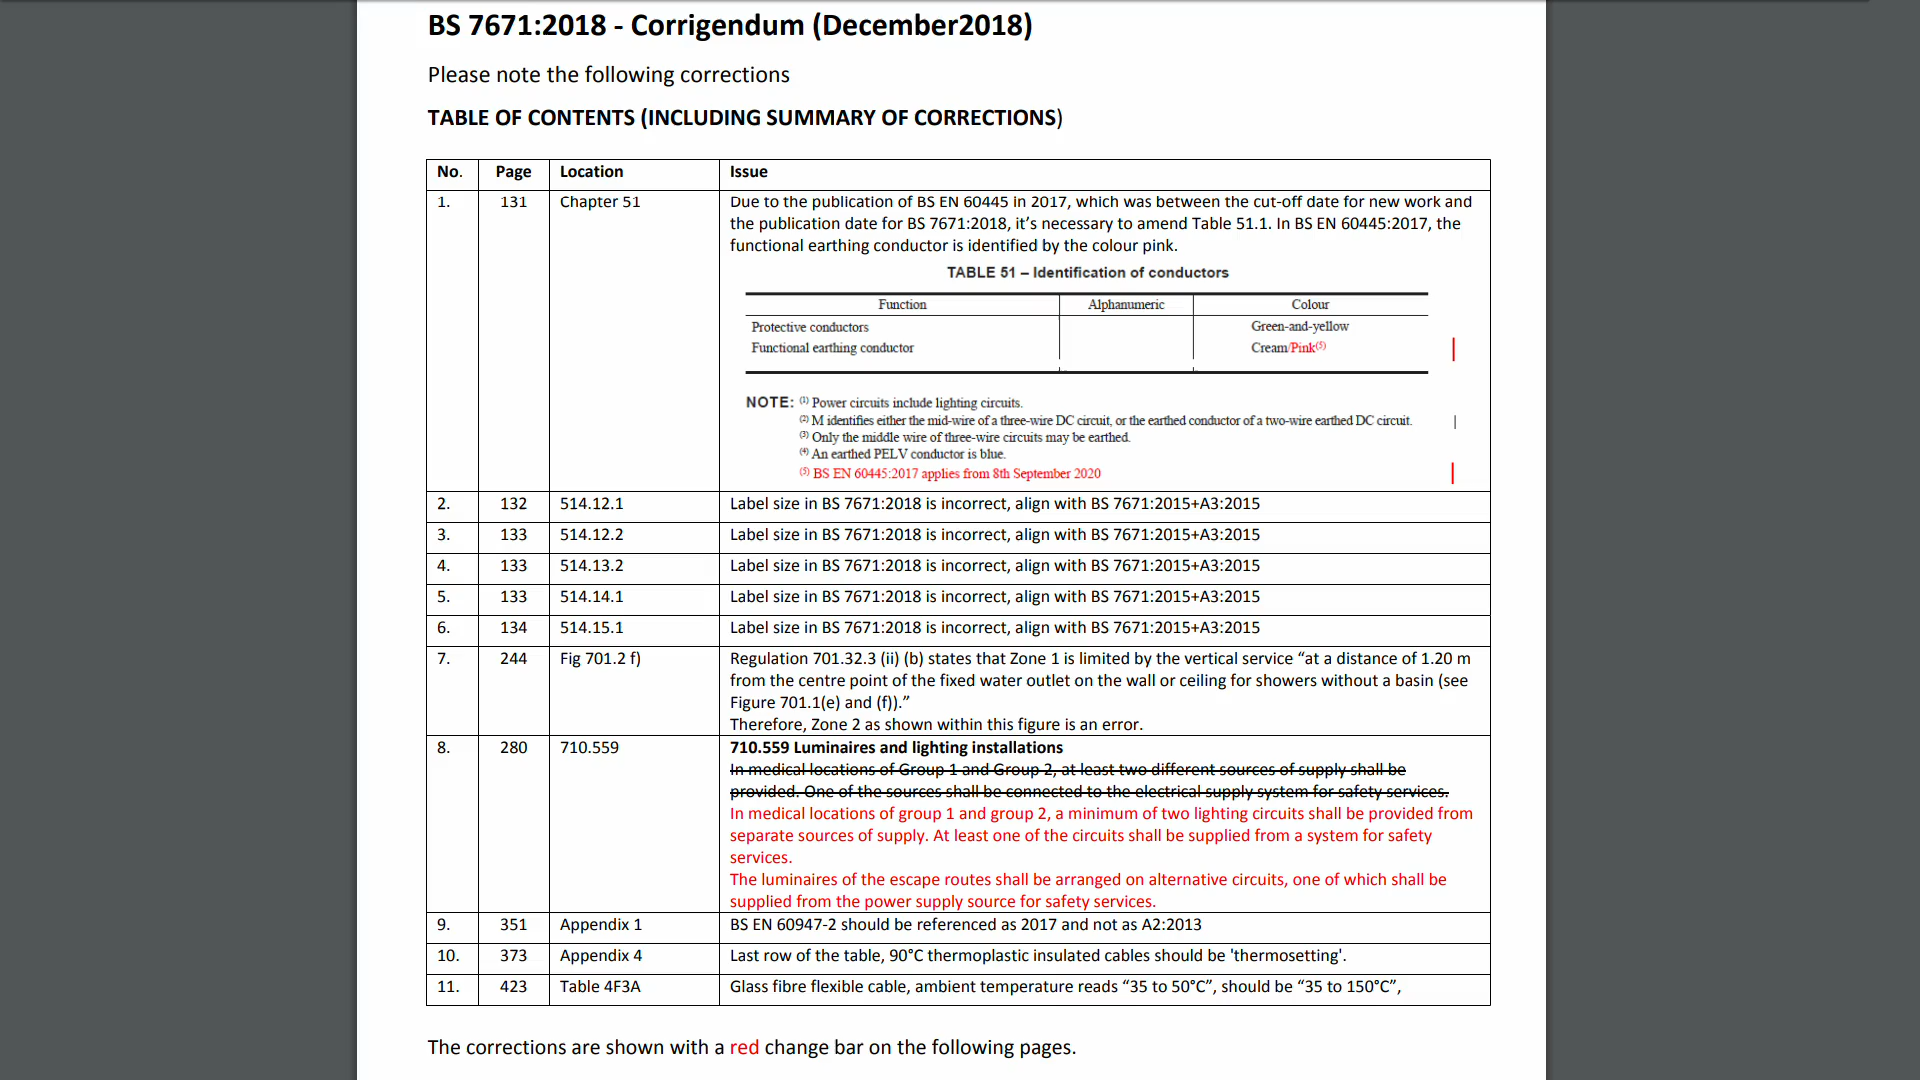 BS 7671:2018 - Corrigendum (December2018)
Please note the following corrections
TABLE OF CONTENTS (INCLUDING SUMMARY OF CORRECTIONS)
No. Page Location Issue
1. 131 Chapter 51 Due to the publication of BS EN 60445 in 2017, which was between the cut-off date for new work and
the publication date for BS 7671:2018, it’s necessary to amend Table 51.1. In BS EN 60445:2017, the
functional earthing conductor is identified by the colour pink.
TABLE 51 – Identification of conductors
Function Alphanumeric Colour
Protective conductors Green-and-yellow
Functional earthing conductor Cream/Pink(5)
NOTE: (1) Power circuits include lighting circuits.
(2) M identifies either the mid-wire of a three-wire DC circuit, or the earthed conductor of a two-wire earthed DC circuit.
(3) Only the middle wire of three-wire circuits may be earthed.
(4) An earthed PELV conductor is blue.
(5) BS EN 60445:2017 applies from 8th September 2020
2. 132 514.12.1 Label size in BS 7671:2018 is incorrect, align with BS 7671:2015+A3:2015
3. 133 514.12.2 Label size in BS 7671:2018 is incorrect, align with BS 7671:2015+A3:2015
4. 133 514.13.2 Label size in BS 7671:2018 is incorrect, align with BS 7671:2015+A3:2015
5. 133 514.14.1 Label size in BS 7671:2018 is incorrect, align with BS 7671:2015+A3:2015
6. 134 514.15.1 Label size in BS 7671:2018 is incorrect, align with BS 7671:2015+A3:2015
7. 244 Fig 701.2 f) Regulation 701.32.3 (ii) (b) states that Zone 1 is limited by the vertical service “at a distance of 1.20 m
from the centre point of the fixed water outlet on the wall or ceiling for showers without a basin (see
Figure 701.1(e) and (f)).”
Therefore, Zone 2 as shown within this figure is an error.
8. 280 710.559 710.559 Luminaires and lighting installations
In medical locations of Group 1 and Group 2, at least two different sources of supply shall be
provided. One of the sources shall be connected to the electrical supply system for safety services.
In medical locations of group 1 and group 2, a minimum of two lighting circuits shall be provided from
separate sources of supply. At least one of the circuits shall be supplied from a system for safety
services.
The luminaires of the escape routes shall be arranged on alternative circuits, one of which shall be
supplied from the power supply source for safety services.
9. 351 Appendix 1 BS EN 60947-2 should be referenced as 2017 and not as A2:2013
10. 373 Appendix 4 Last row of the table, 90°C thermoplastic insulated cables should be 'thermosetting'.
11. 423 Table 4F3A Glass fibre flexible cable, ambient temperature reads “35 to 50°C”, should be “35 to 150°C”,
The corrections are shown with a red change bar on the following pages.